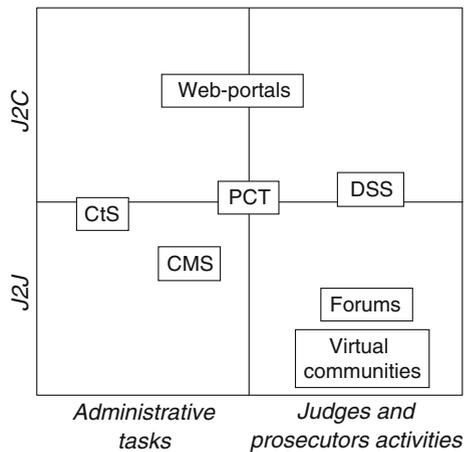 J2C
Web-portals
PCT
DSS
CtS
CMS
J2J
Forums
Virtual
communities
Administrative
tasks
Judges and
prosecutors activities